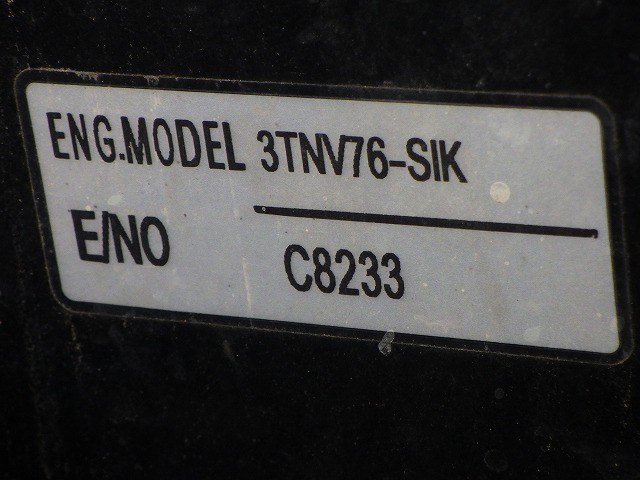 ENG.MODEL 3TNV76-SIK
E/NO C8233